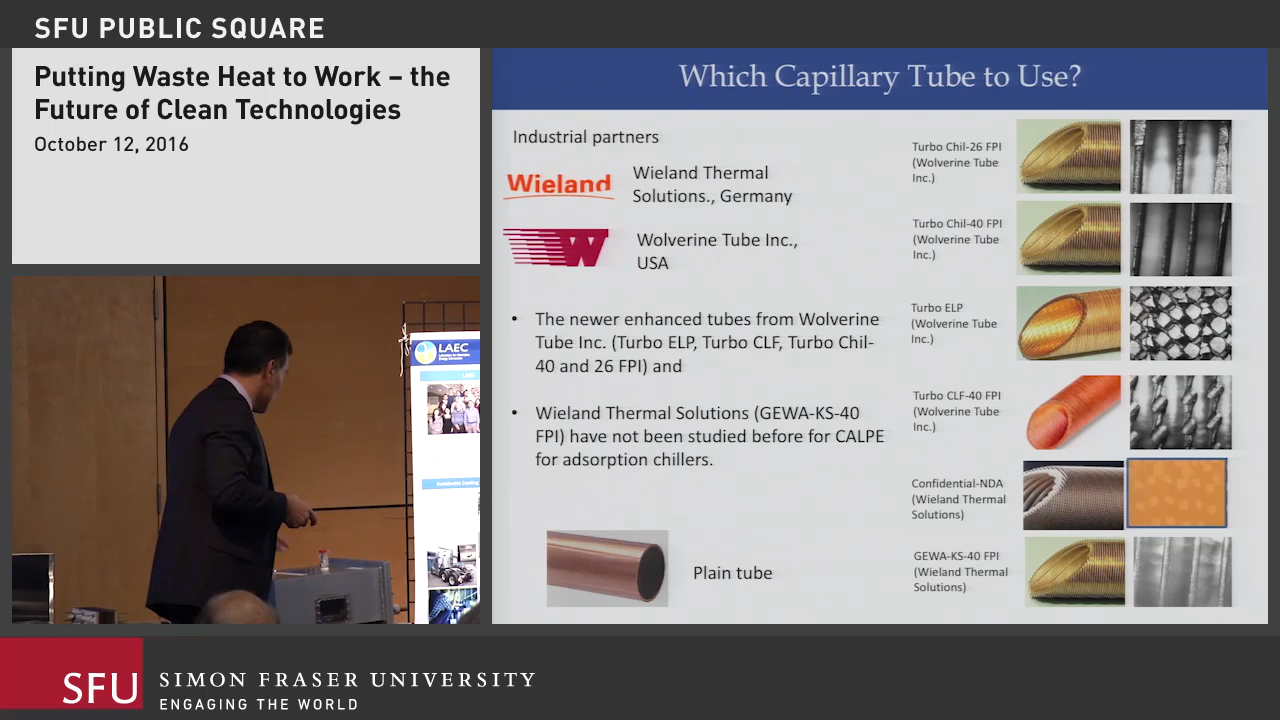 SFU PUBLIC SQUARE
Putting Waste Heat to Work – the
Future of Clean Technologies
October 12, 2016
Which Capillary Tube to Use?
Industrial partners
Wieland
Wieland Thermal
Solutions., Germany
W
Wolverine Tube Inc.,
USA
• The newer enhanced tubes from Wolverine
Tube Inc. (Turbo ELP, Turbo CLF, Turbo Chil-
40 and 26 FPI) and
• Wieland Thermal Solutions (GEWA-KS-40
FPI) have not been studied before for CALPE
for adsorption chillers.
Plain tube
Turbo Chil-26 FPI
(Wolverine Tube
Inc.)
Turbo Chil-40 FPI
(Wolverine Tube
Inc.)
Turbo ELP
(Wolverine Tube
Inc.)
Turbo CLF-40 FPI
(Wolverine Tube
Inc.)
Confidential-NDA
(Wieland Thermal
Solutions)
GEWA-KS-40 FPI
(Wieland Thermal
Solutions)
LAEC
SFU
SIMON FRASER UNIVERSITY
ENGAGING THE WORLD